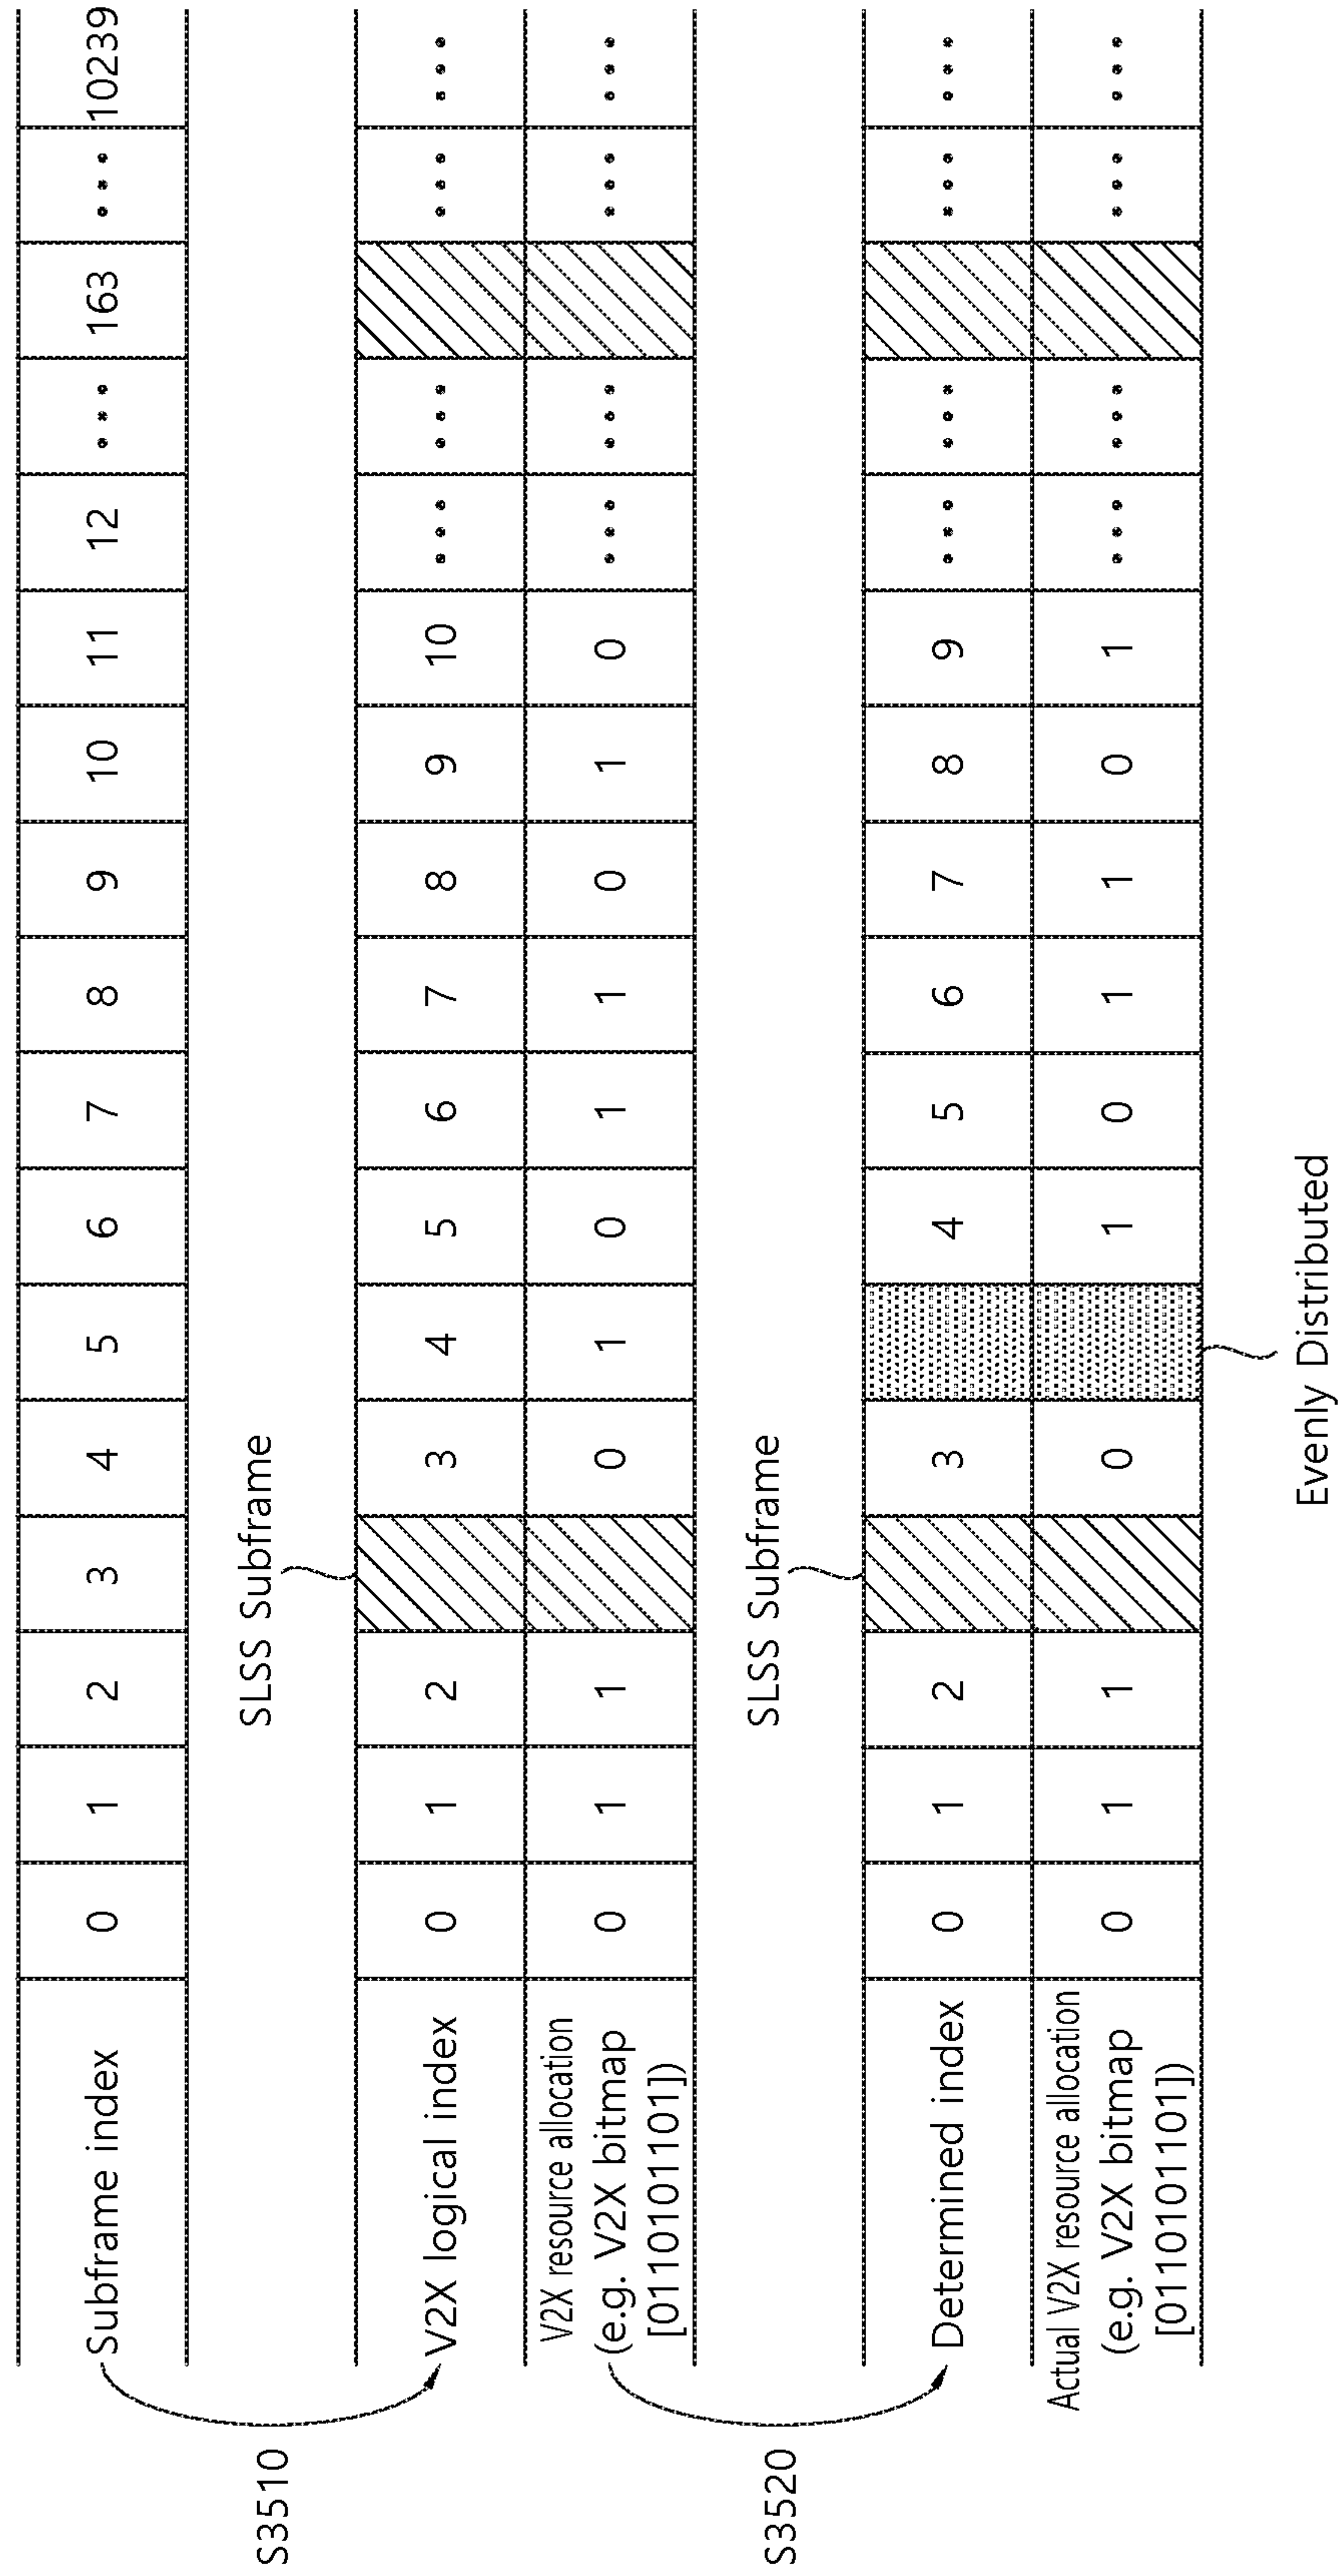 Subframe index 0 1 2 3 4 5 6 7 8 9 10 11 12 ••• 163 ••• 10239
S3510
SLSS Subframe
V2X logical index 0 1 2 3 4 5 6 7 8 9 10 ••• ••• ••• •••
V2X resource allocation
(e.g. V2X bitmap
[0110101101]) 0 1 1 0 1 0 1 1 0 1 0 ••• ••• ••• •••
S3520
SLSS Subframe
Determined index 0 1 2 3 4 5 6 7 8 9 ••• ••• ••• •••
Actual V2X resource allocation
(e.g. V2X bitmap
[0110101101]) 0 1 1 0 1 0 1 1 0 1 ••• ••• ••• •••
Evenly Distributed